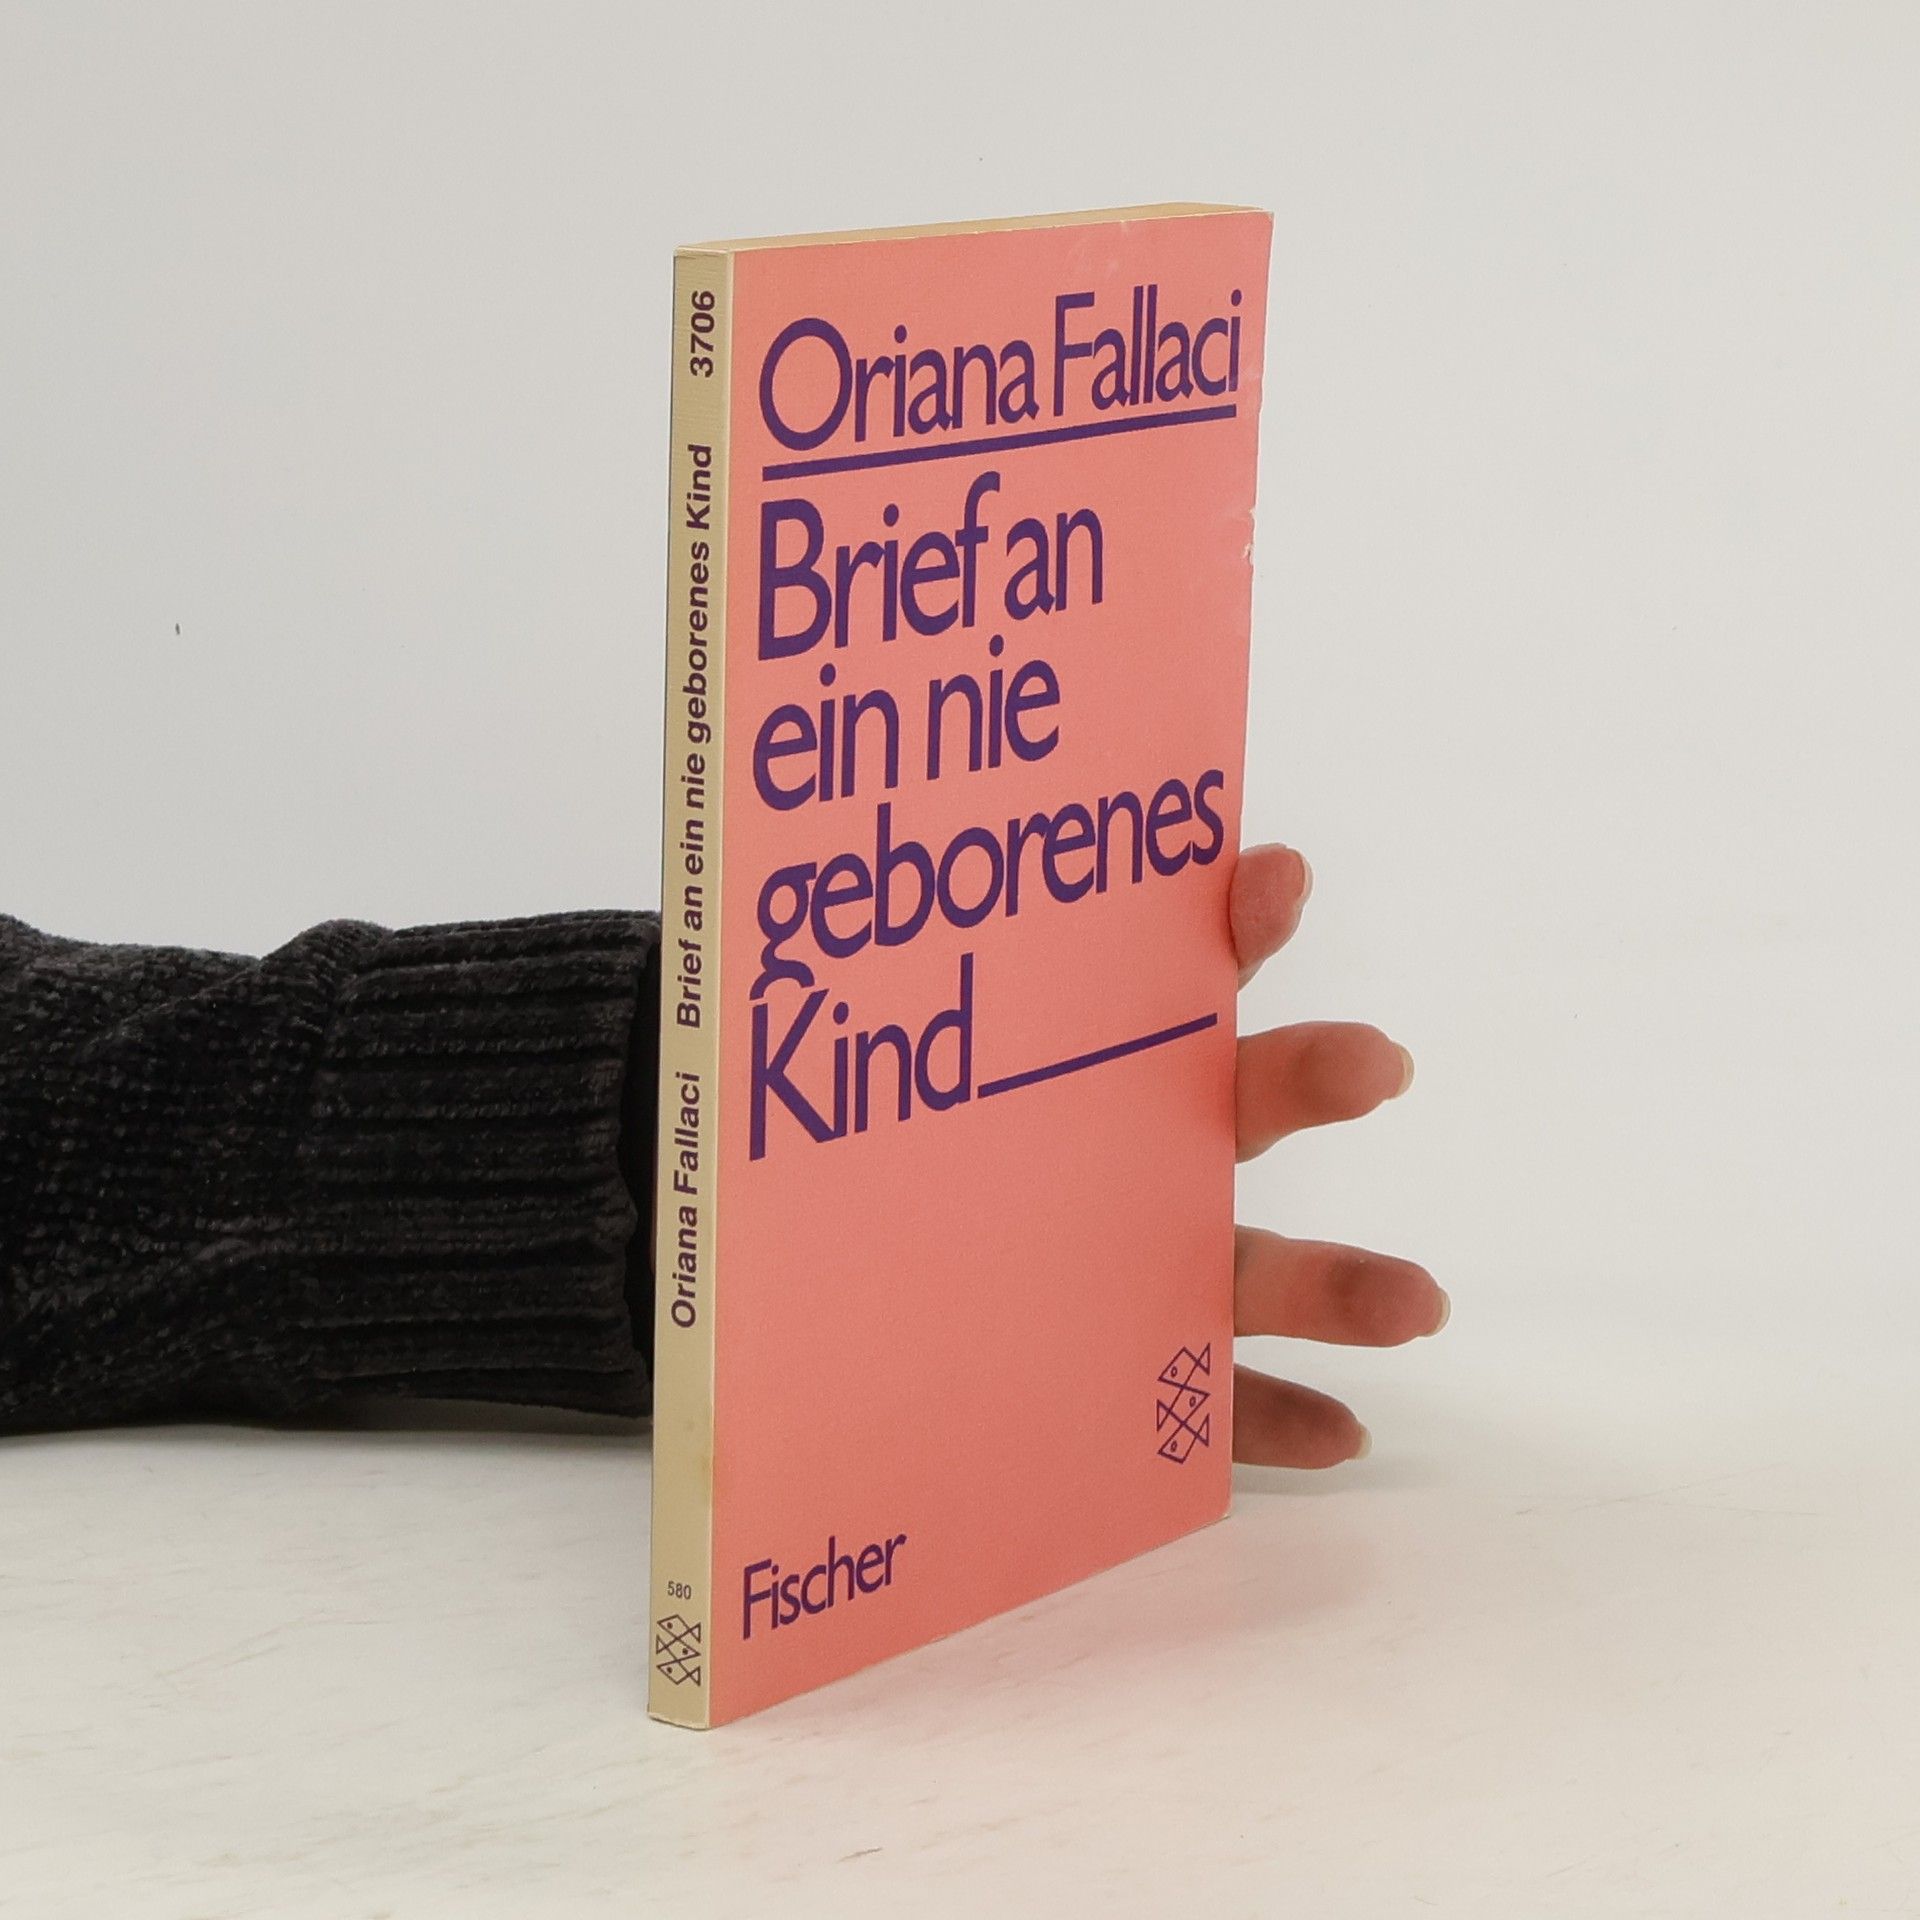 Oriana Fallaci
Brief an
ein nie
geborenes
Kind
Fischer
Oriana Fallaci Brief an ein nie geborenes Kind 3706
580